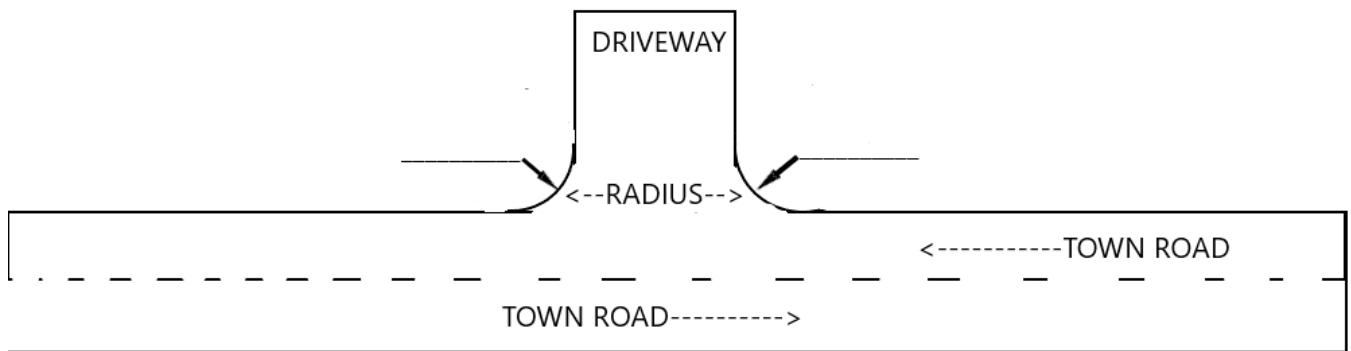 DRIVEWAY
<--RADIUS-->
<-----------TOWN ROAD
TOWN ROAD---------->